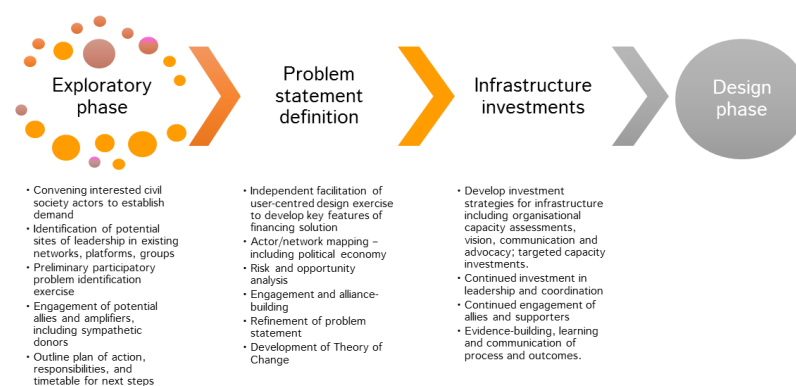 Exploratory
phase
Problem
statement
definition
Infrastructure
investments
Design
phase
• Convening interested civil
society actors to establish
demand
• Identification of potential
sites of leadership in existing
networks, platforms, groups
• Preliminary participatory
problem identification
exercise
• Engagement of potential
allies and amplifiers,
including sympathetic
donors
• Outline plan of action,
responsibilities, and
timetable for next steps
• Independent facilitation of
user-centred design exercise
to develop key features of
financing solution
• Actor/network mapping –
including political economy
• Risk and opportunity
analysis
• Engagement and alliance-
building
• Refinement of problem
statement
• Development of Theory of
Change
• Develop investment
strategies for infrastructure
including organisational
capacity assessments,
vision, communication and
advocacy; targeted capacity
investments.
• Continued investment in
leadership and coordination
• Continued engagement of
allies and supporters
• Evidence-building, learning
and communication of
process and outcomes.